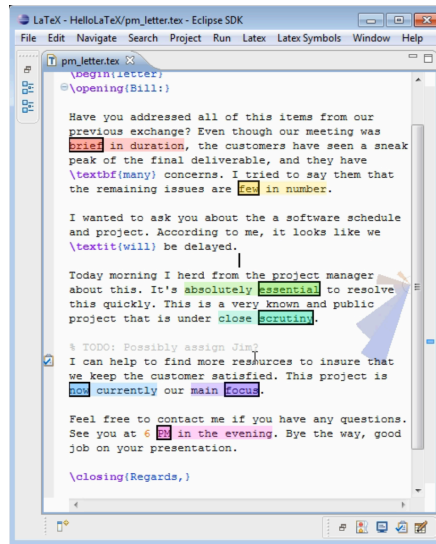 LaTeX - HelloLaTeX/pm_letter.tex - Eclipse SDK
File Edit Navigate Search Project Run Latex Latex Symbols Window Help
pm_letter.tex
\begin{letter}
\opening{Bill:}
Have you addressed all of this items from our
previous exchange? Even though our meeting was
brief in duration, the customers have seen a sneak
peak of the final deliverable, and they have
\textbf{many} concerns. I tried to say them that
the remaining issues are few in number.
I wanted to ask you about the a software schedule
and project. According to me, it looks like we
\textit{will} be delayed.
Today morning I herd from the project manager
about this. It's absolutely essential to resolve
this quickly. This is a very known and public
project that is under close scrutiny.
% TODO: Possibly assign Jim?
I can help to find more resources to insure that
we keep the customer satisfied. This project is
now currently our main focus.
Feel free to contact me if you have any questions.
See you at 6 PM in the evening. Bye the way, good
job on your presentation.
\closing{Regards,}